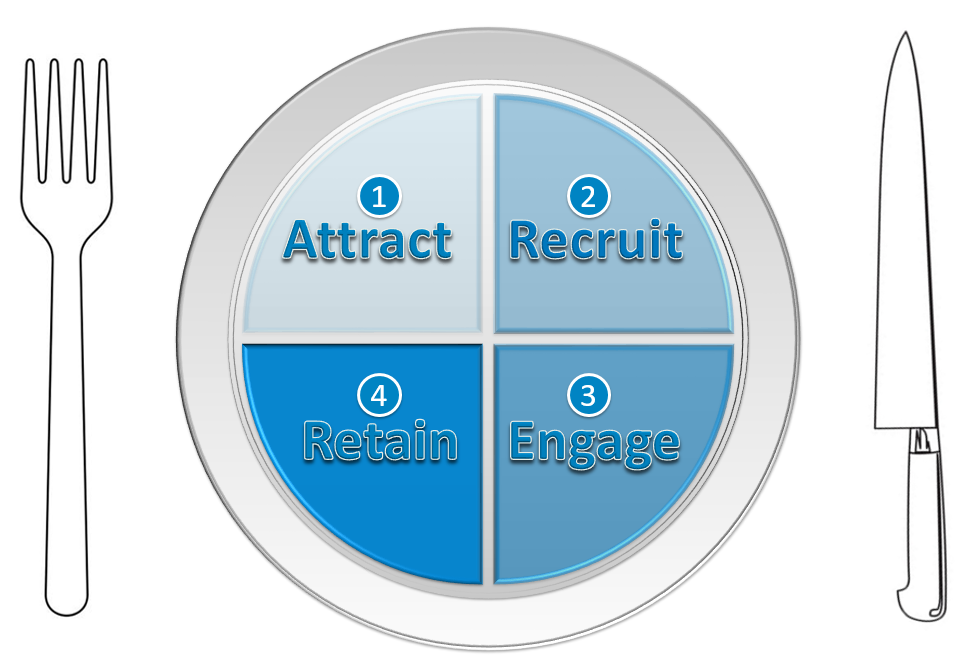 1
Attract
2
Recruit
3
Engage
4
Retain